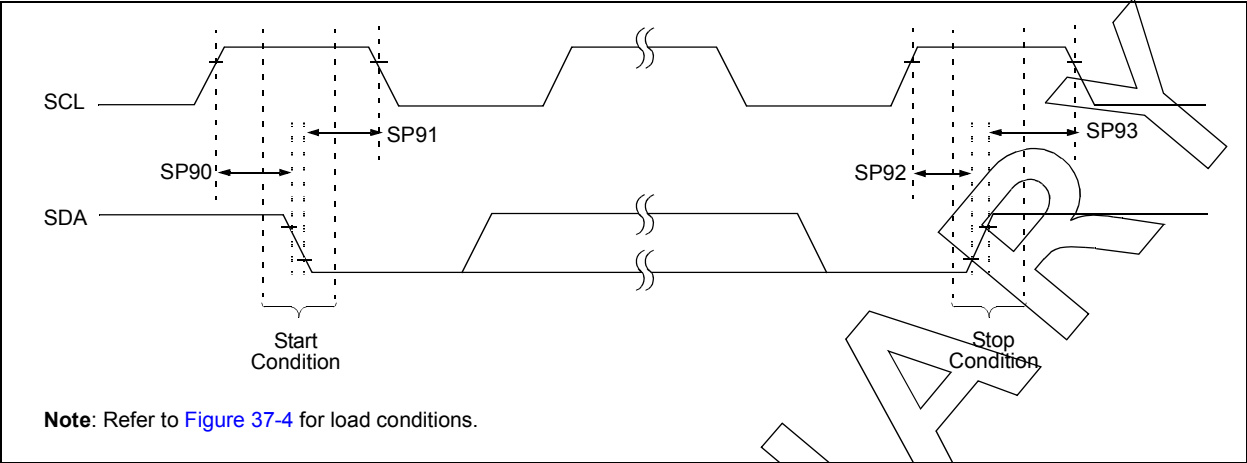 SCL
SP91
SP93
SP90
SP92
SDA
Start
Condition
Stop
Condition
Note: Refer to Figure 37-4 for load conditions.
ARY